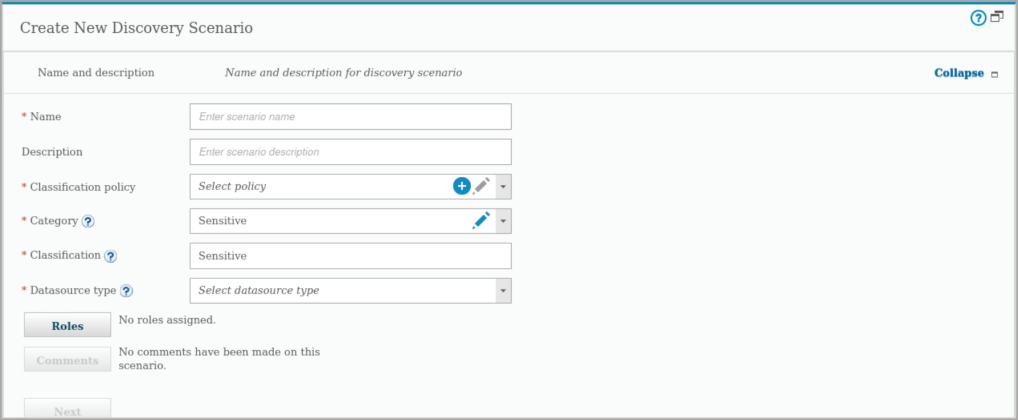 Create New Discovery Scenario
?
Name and description Name and description for discovery scenario Collapse
* Name Enter scenario name
Description Enter scenario description
* Classification policy Select policy
* Category ? Sensitive
* Classification ? Sensitive
* Datasource type ? Select datasource type
Roles No roles assigned.
Comments No comments have been made on this
scenario.
Next